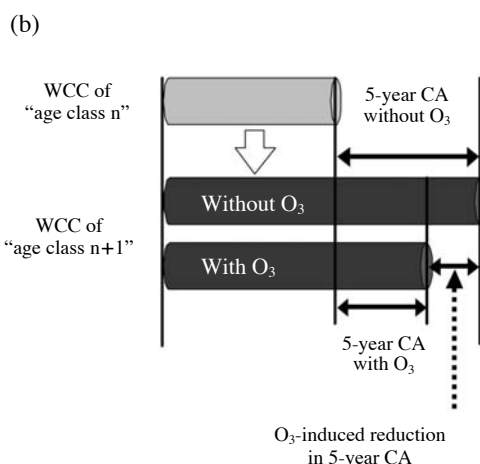 (b)
WCC of
“age class n”
5-year CA
without O₃
Without O₃
WCC of
“age class n+1”
With O₃
5-year CA
with O₃
O₃-induced reduction
in 5-year CA